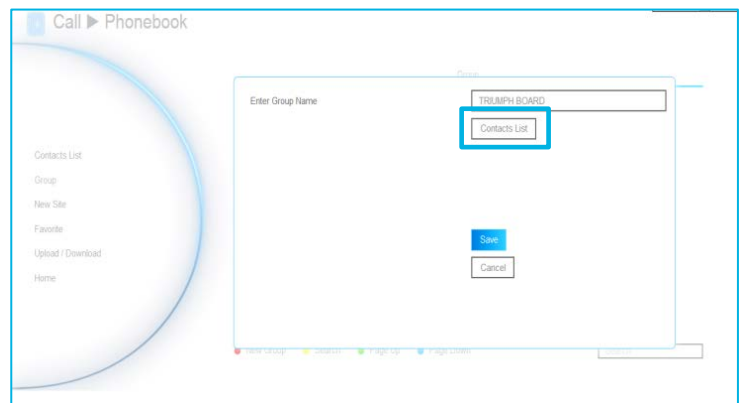 Call ▶ Phonebook
Group
Enter Group Name
TRIUMPH BOARD
Contacts List
Contacts List
Group
New Site
Favorite
Upload / Download
Home
Save
Cancel
New Group
Search
Page Up
Page Down
Search